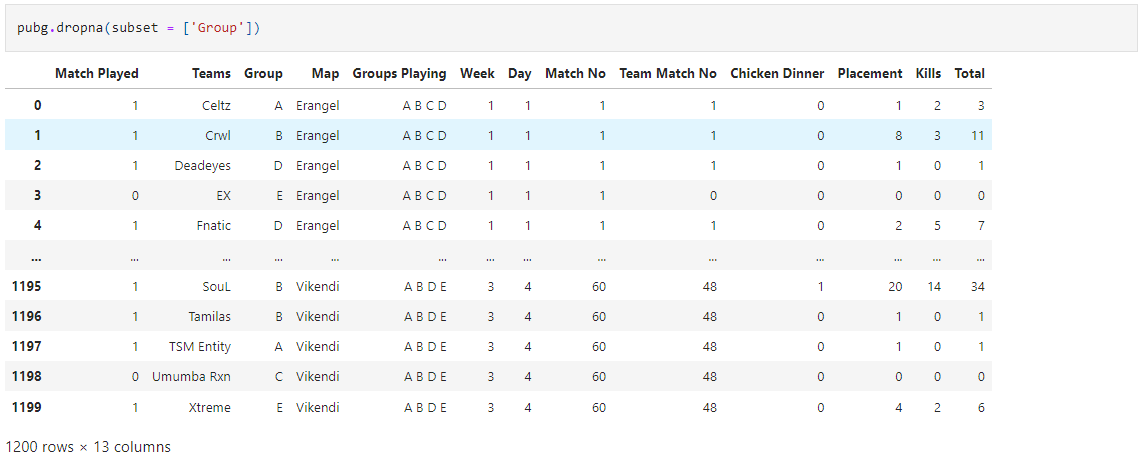 pubg.dropna(subset = ['Group'])
Match Played Teams Group Map Groups Playing Week Day Match No Team Match No Chicken Dinner Placement Kills Total
0 1 Celtz A Erangel A B C D 1 1 1 1 0 1 2 3
1 1 Crwl B Erangel A B C D 1 1 1 1 0 8 3 11
2 1 Deadeyes D Erangel A B C D 1 1 1 1 0 1 0 1
3 0 EX E Erangel A B C D 1 1 1 0 0 0 0 0
4 1 Fnatic D Erangel A B C D 1 1 1 1 0 2 5 7
... ... ... ... ... ... ... ... ... ... ... ... ... ...
1195 1 SouL B Vikendi A B D E 3 4 60 48 1 20 14 34
1196 1 Tamilas B Vikendi A B D E 3 4 60 48 0 1 0 1
1197 1 TSM Entity A Vikendi A B D E 3 4 60 48 0 1 0 1
1198 0 Umumba Rxn C Vikendi A B D E 3 4 60 48 0 0 0 0
1199 1 Xtreme E Vikendi A B D E 3 4 60 48 0 4 2 6
1200 rows × 13 columns